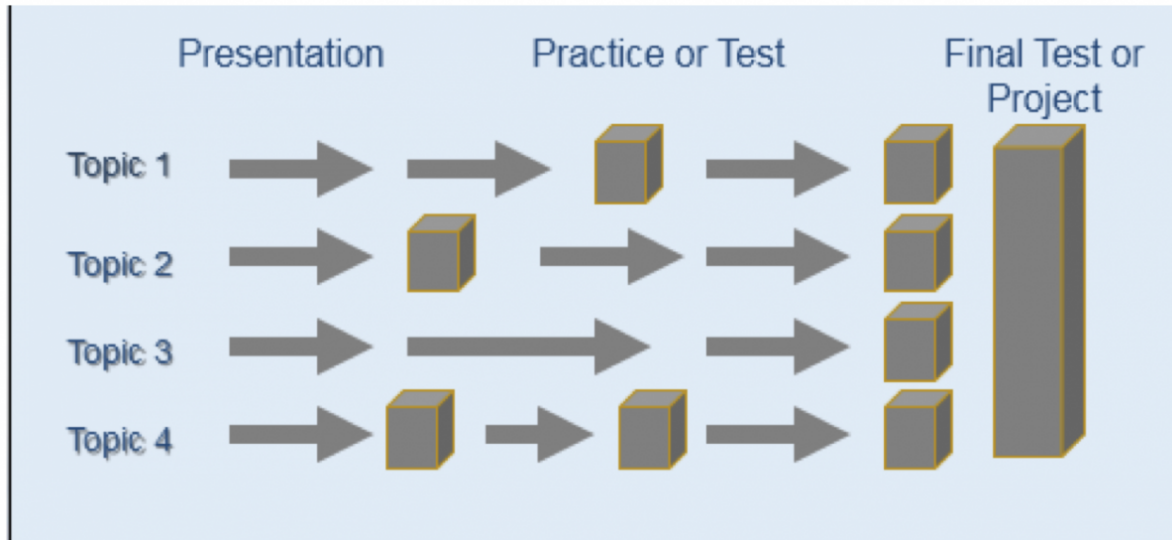 Presentation
Practice or Test
Final Test or
Project
Topic 1
Topic 2
Topic 3
Topic 4